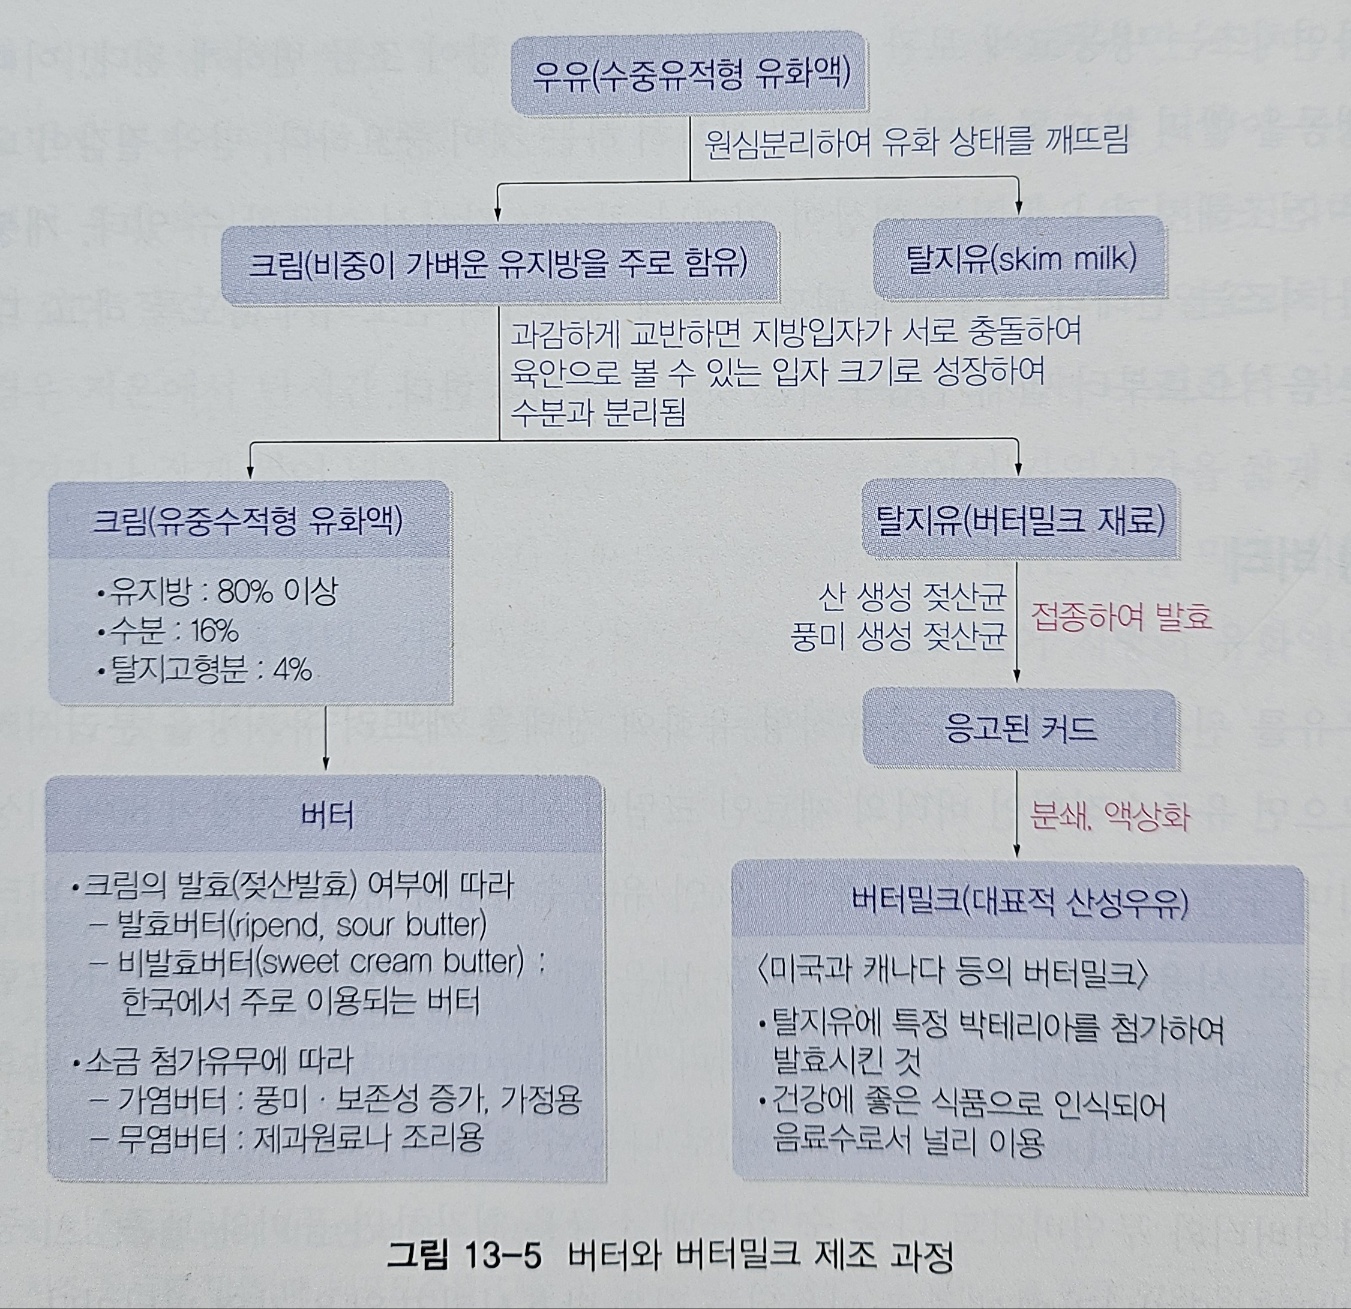 우유(수중유적형 유화액)
원심분리하여 유화 상태를 깨뜨림
크림(비중이 가벼운 유지방을 주로 함유)
탈지유(skim milk)
과감하게 교반하면 지방입자가 서로 충돌하여
육안으로 볼 수 있는 입자 크기로 성장하여
수분과 분리됨
크림(유중수적형 유화액)
•유지방 : 80% 이상
•수분 : 16%
•탈지고형분 : 4%
탈지유(버터밀크 재료)
산 생성 젖산균
풍미 생성 젖산균
접종하여 발효
응고된 커드
분쇄, 액상화
버터
•크림의 발효(젖산발효) 여부에 따라
– 발효버터(ripend, sour butter)
– 비발효버터(sweet cream butter) :
한국에서 주로 이용되는 버터
•소금 첨가유무에 따라
– 가염버터 : 풍미 · 보존성 증가, 가정용
– 무염버터 : 제과원료나 조리용
버터밀크(대표적 산성우유)
〈미국과 캐나다 등의 버터밀크〉
•탈지유에 특정 박테리아를 첨가하여
발효시킨 것
•건강에 좋은 식품으로 인식되어
음료수로서 널리 이용
그림 13-5 버터와 버터밀크 제조 과정